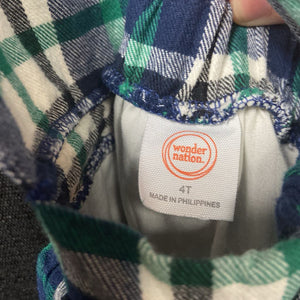 wonder
nation.
4T
MADE IN PHILIPPINES